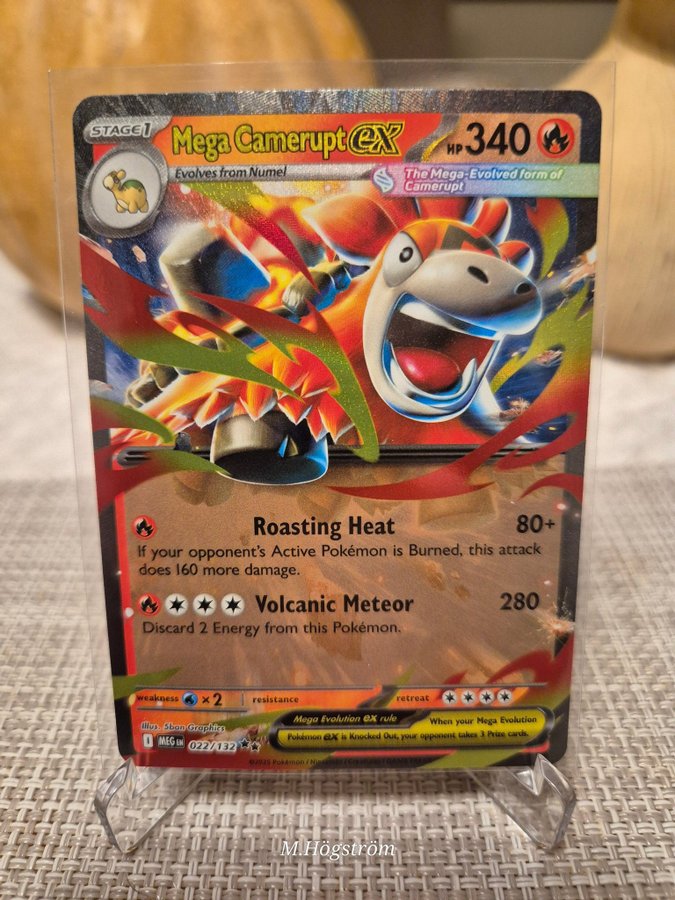 STAGE 1
Mega Camerupt ex
HP 340
Evolves from Numel
The Mega-Evolved form of
Camerupt
Roasting Heat 80+
If your opponent's Active Pokémon is Burned, this attack
does 160 more damage.
Volcanic Meteor 280
Discard 2 Energy from this Pokémon.
weakness ×2 resistance retreat
Illus. 5ban Graphics
Mega Evolution ex rule When your Mega Evolution
Pokémon ex is Knocked Out, your opponent takes 3 Prize cards.
I MEG EN 022/132
©2025 Pokémon / Nintendo
M.Högström